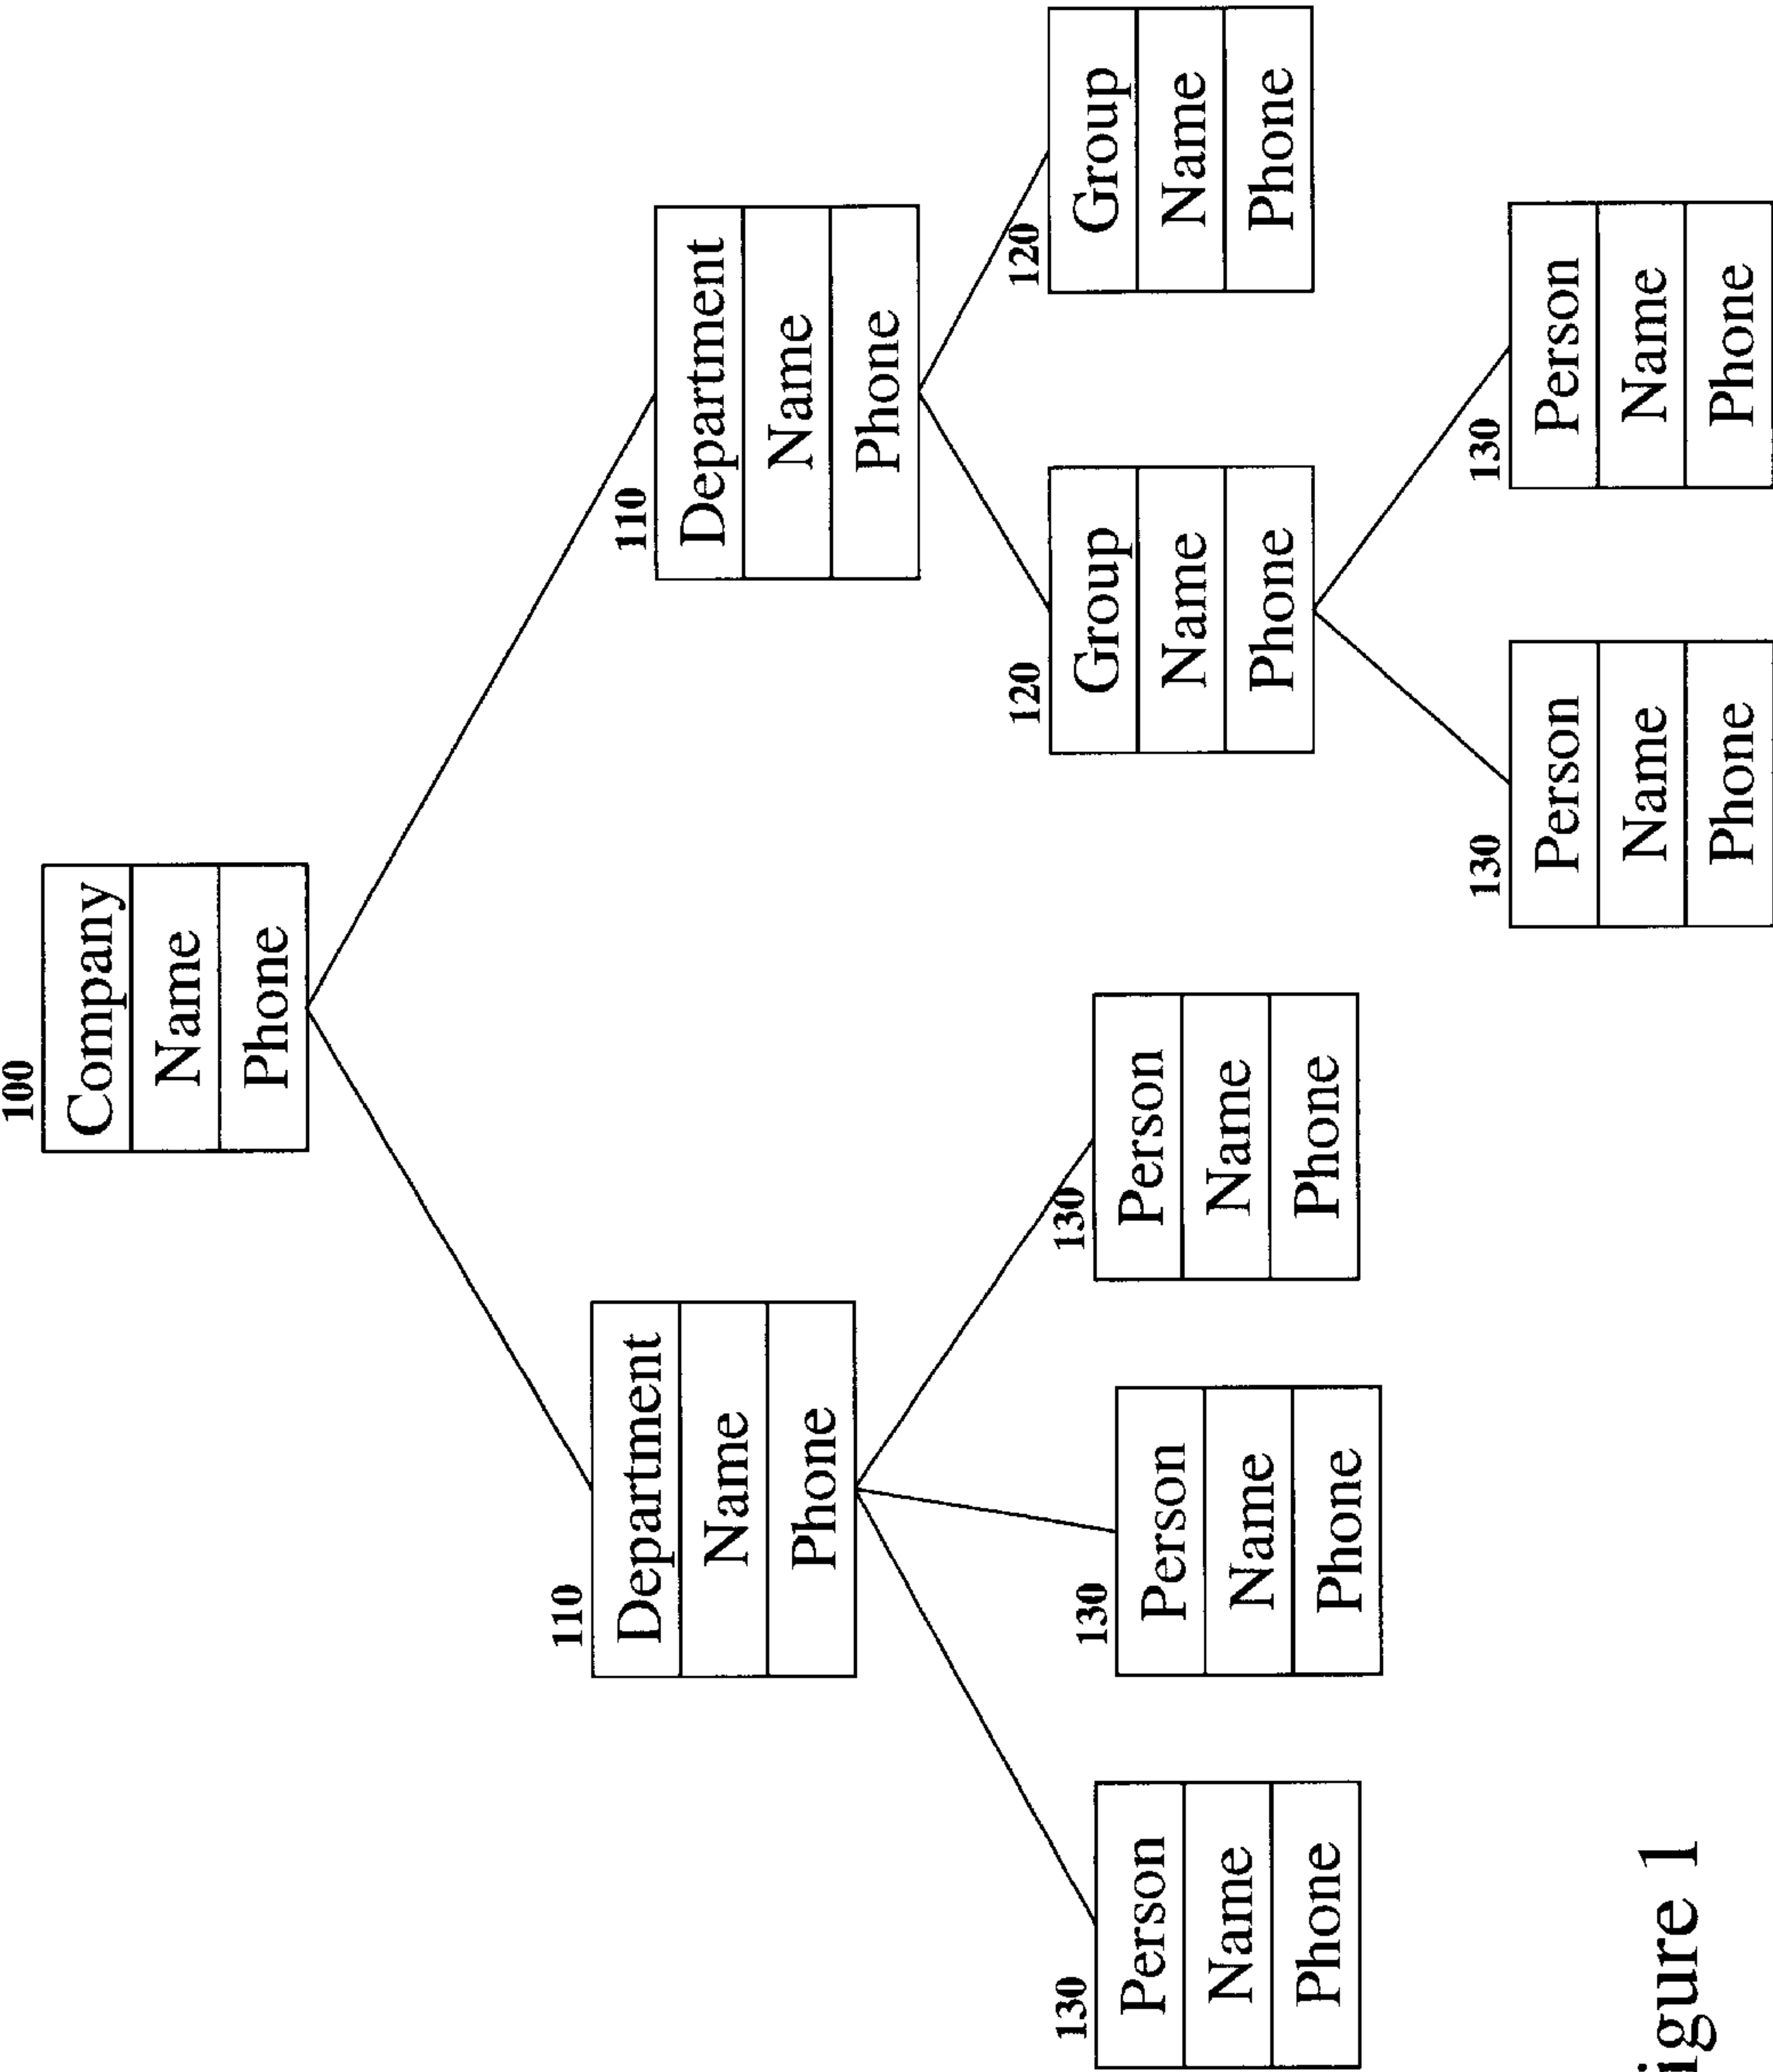 100
Company
Name
Phone
110
Department
Name
Phone
110
Department
Name
Phone
130
Person
Name
Phone
130
Person
Name
Phone
130
Person
Name
Phone
120
Group
Name
Phone
120
Group
Name
Phone
130
Person
Name
Phone
130
Person
Name
Phone
igure 1